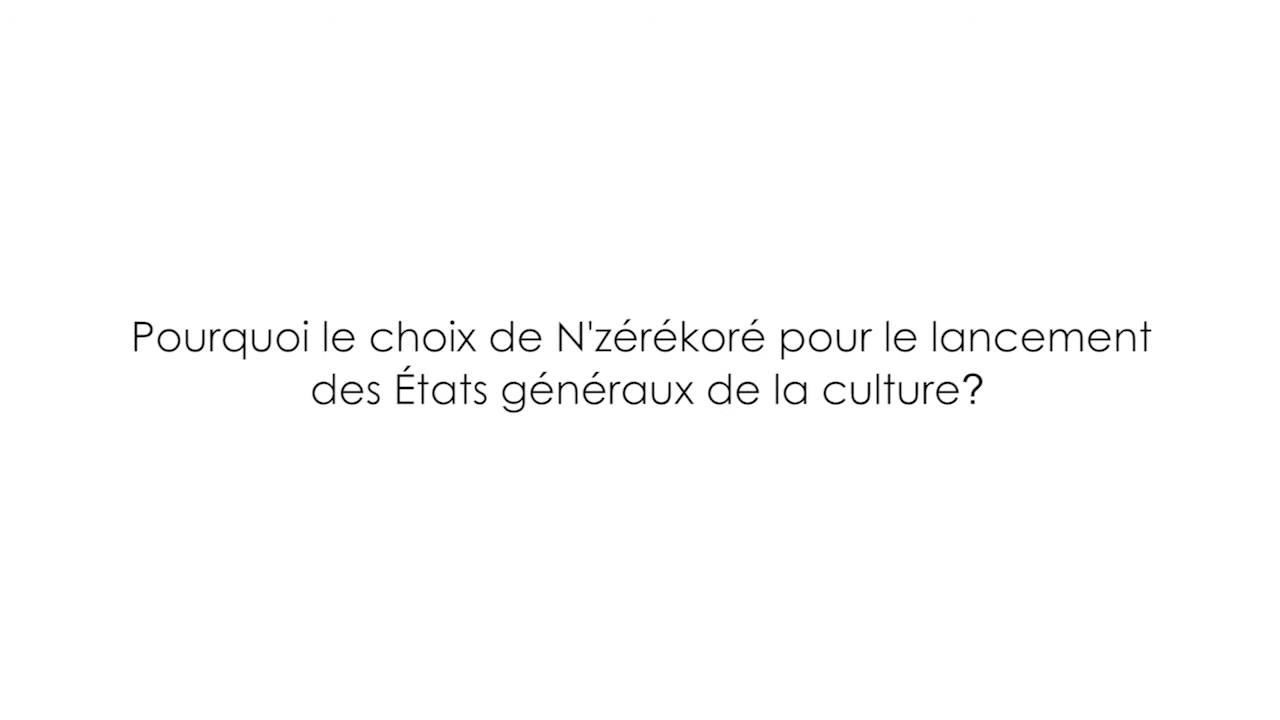 Pourquoi le choix de N'zérékoré pour le lancement
des États généraux de la culture?